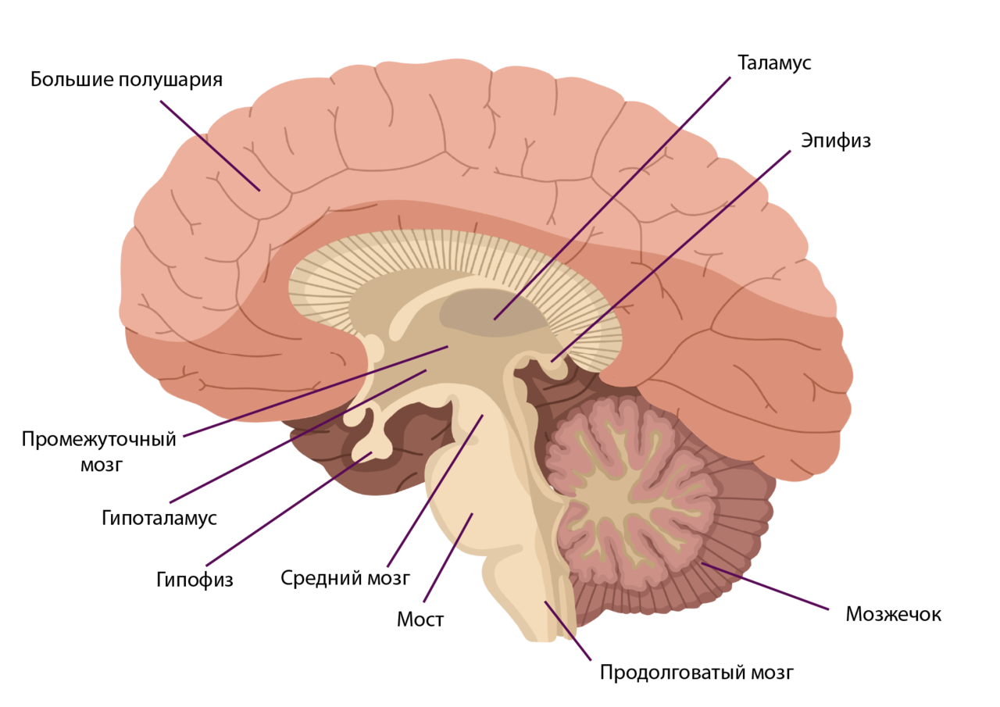 Таламус
Большие полушария
Эпифиз
Промежуточный
мозг
Гипоталамус
Гипофиз
Средний мозг
Мост
Мозжечок
Продолговатый мозг